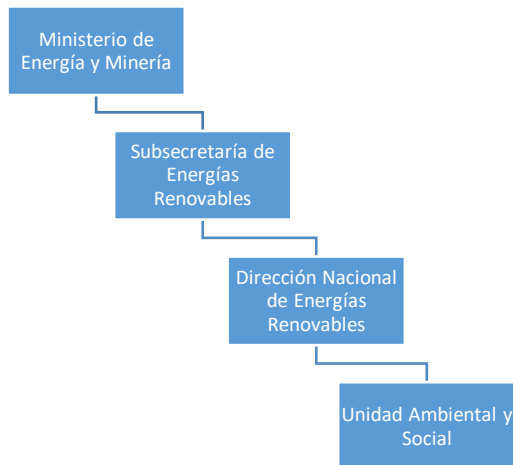 Ministerio de
Energía y Minería
Subsecretaría de
Energías
Renovables
Dirección Nacional
de Energías
Renovables
Unidad Ambiental y
Social